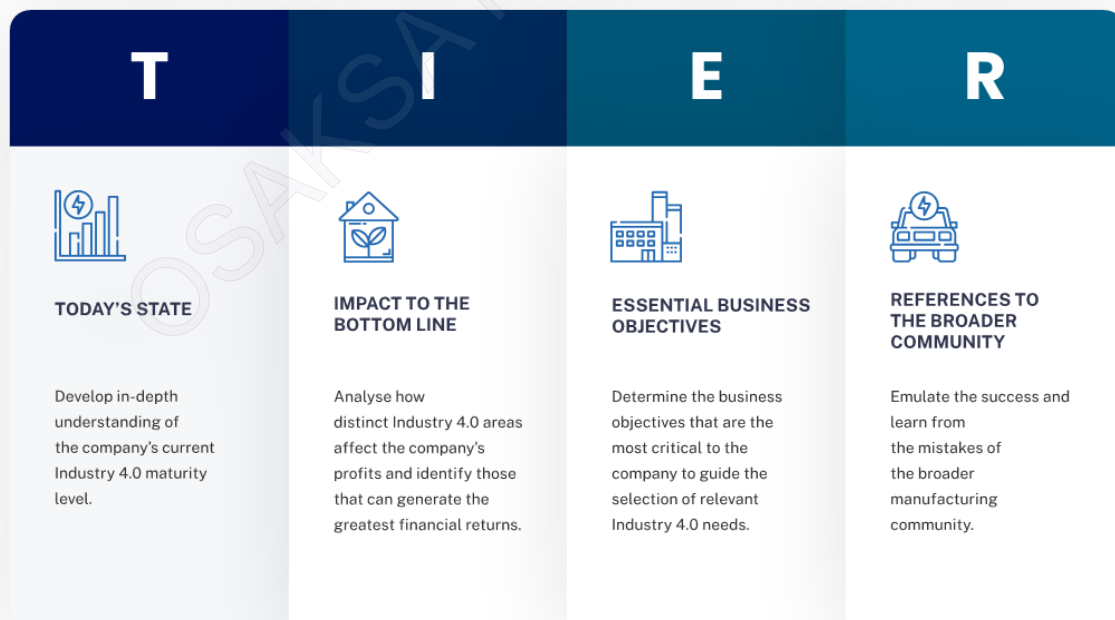 T
I
E
R
TODAY'S STATE
Develop in-depth
understanding of
the company's current
Industry 4.0 maturity
level.
IMPACT TO THE
BOTTOM LINE
Analyse how
distinct Industry 4.0 areas
affect the company's
profits and identify those
that can generate the
greatest financial returns.
ESSENTIAL BUSINESS
OBJECTIVES
Determine the business
objectives that are the
most critical to the
company to guide the
selection of relevant
Industry 4.0 needs.
REFERENCES TO
THE BROADER
COMMUNITY
Emulate the success and
learn from
the mistakes of
the broader
manufacturing
community.
OSAKSA